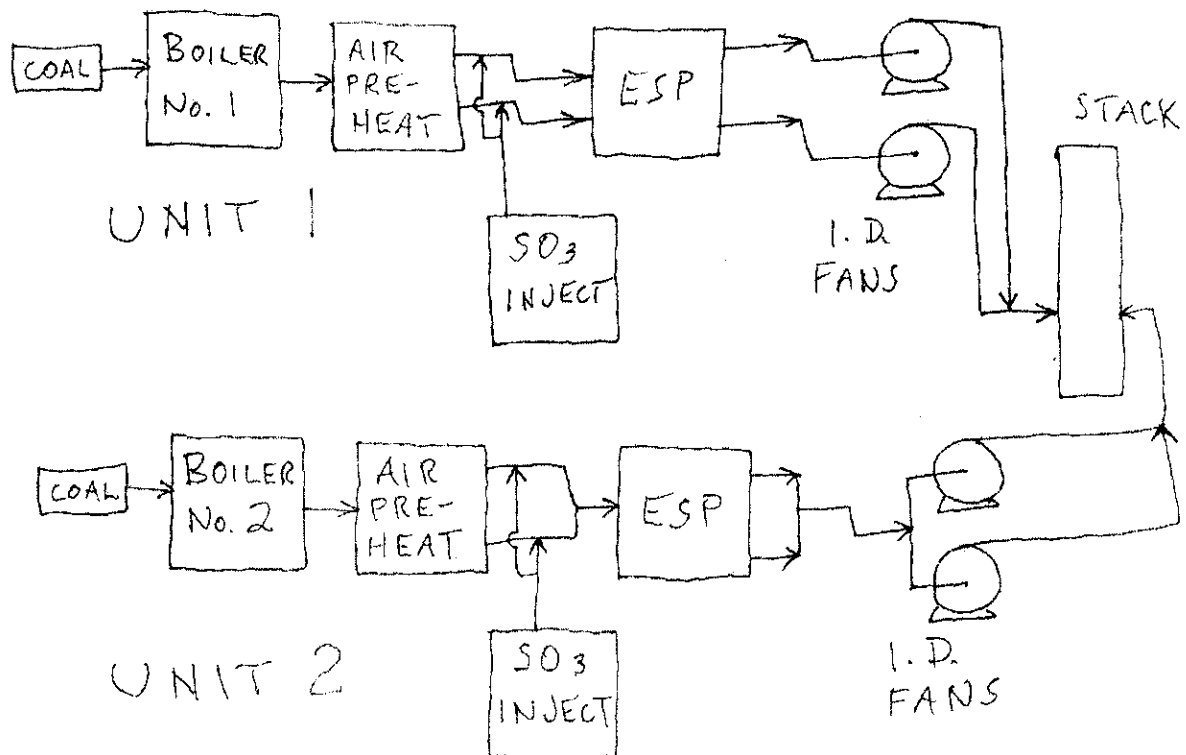 COAL
BOILER
No. 1
AIR
PRE-
HEAT
ESP
STACK
UNIT 1
SO3
INJECT
I. D.
FANS
COAL
BOILER
No. 2
AIR
PRE-
HEAT
ESP
UNIT 2
SO3
INJECT
I. D.
FANS